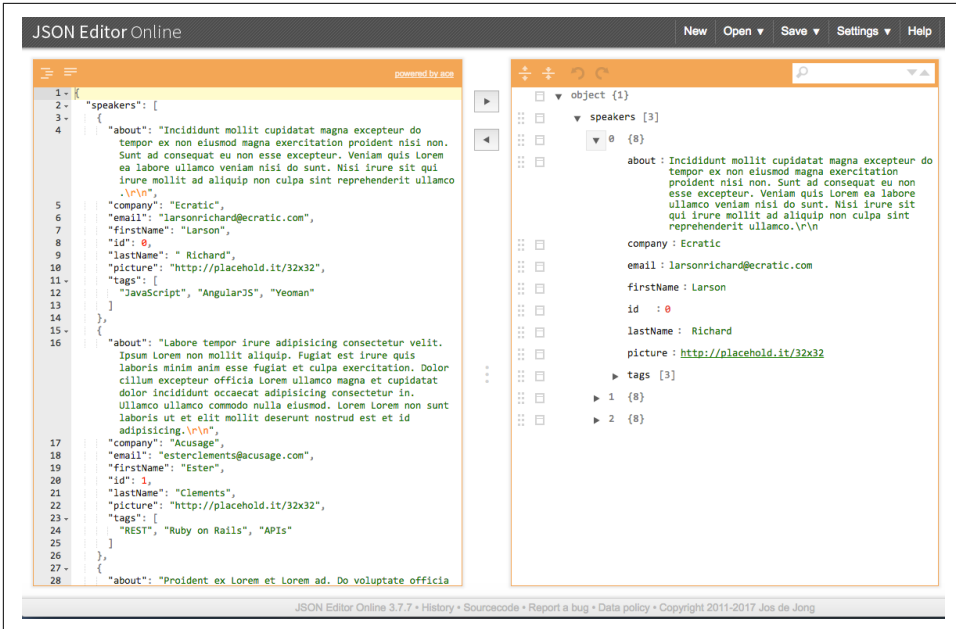 JSON Editor Online
New Open ▼ Save ▼ Settings ▼ Help
powered by ace
1 {
2 "speakers": [
3 {
4 "about": "Incididunt mollit cupidatat magna excepteur do
tempor ex non eiusmod magna exercitation proident nisi non.
Sunt ad consequat eu non esse excepteur. Veniam quis Lorem
ea labore ullamco veniam nisi do sunt. Nisi irure sit qui
irure mollit ad aliquip non culpa sint reprehenderit ullamco
.\r\n",
5 "company": "Ecratic",
6 "email": "larsonrichard@ecratic.com",
7 "firstName": "Larson",
8 "id": 0,
9 "lastName": " Richard",
10 "picture": "http://placehold.it/32x32",
11 "tags": [
12 "JavaScript", "AngularJS", "Yeoman"
13 ]
14 },
15 {
16 "about": "Labore tempor irure adipisicing consectetur velit.
Ipsum Lorem non mollit aliquip. Fugiat est irure quis
laboris minim anim esse fugiat et culpa exercitation. Dolor
cillum excepteur officia Lorem ullamco magna et cupidatat
dolor incididunt occaecat adipisicing consectetur in.
Ullamco ullamco commodo nulla eiusmod. Lorem Lorem non sunt
laboris ut et elit mollit deserunt nostrud est et id
adipisicing.\r\n",
17 "company": "Acusage",
18 "email": "esterclements@acusage.com",
19 "firstName": "Ester",
20 "id": 1,
21 "lastName": "Clements",
22 "picture": "http://placehold.it/32x32",
23 "tags": [
24 "REST", "Ruby on Rails", "APIs"
25 ]
26 },
27 {
28 "about": "Proident ex Lorem et Lorem ad. Do voluptate officia
object {1}
speakers [3]
0 {8}
about : Incididunt mollit cupidatat magna excepteur do
tempor ex non eiusmod magna exercitation
proident nisi non. Sunt ad consequat eu non
esse excepteur. Veniam quis Lorem ea labore
ullamco veniam nisi do sunt. Nisi irure sit
qui irure mollit ad aliquip non culpa sint
reprehenderit ullamco.\r\n
company : Ecratic
email : larsonrichard@ecratic.com
firstName : Larson
id : 0
lastName : Richard
picture : http://placehold.it/32x32
tags [3]
1 {8}
2 {8}
JSON Editor Online 3.7.7 • History • Sourcecode • Report a bug • Data policy • Copyright 2011-2017 Jos de Jong